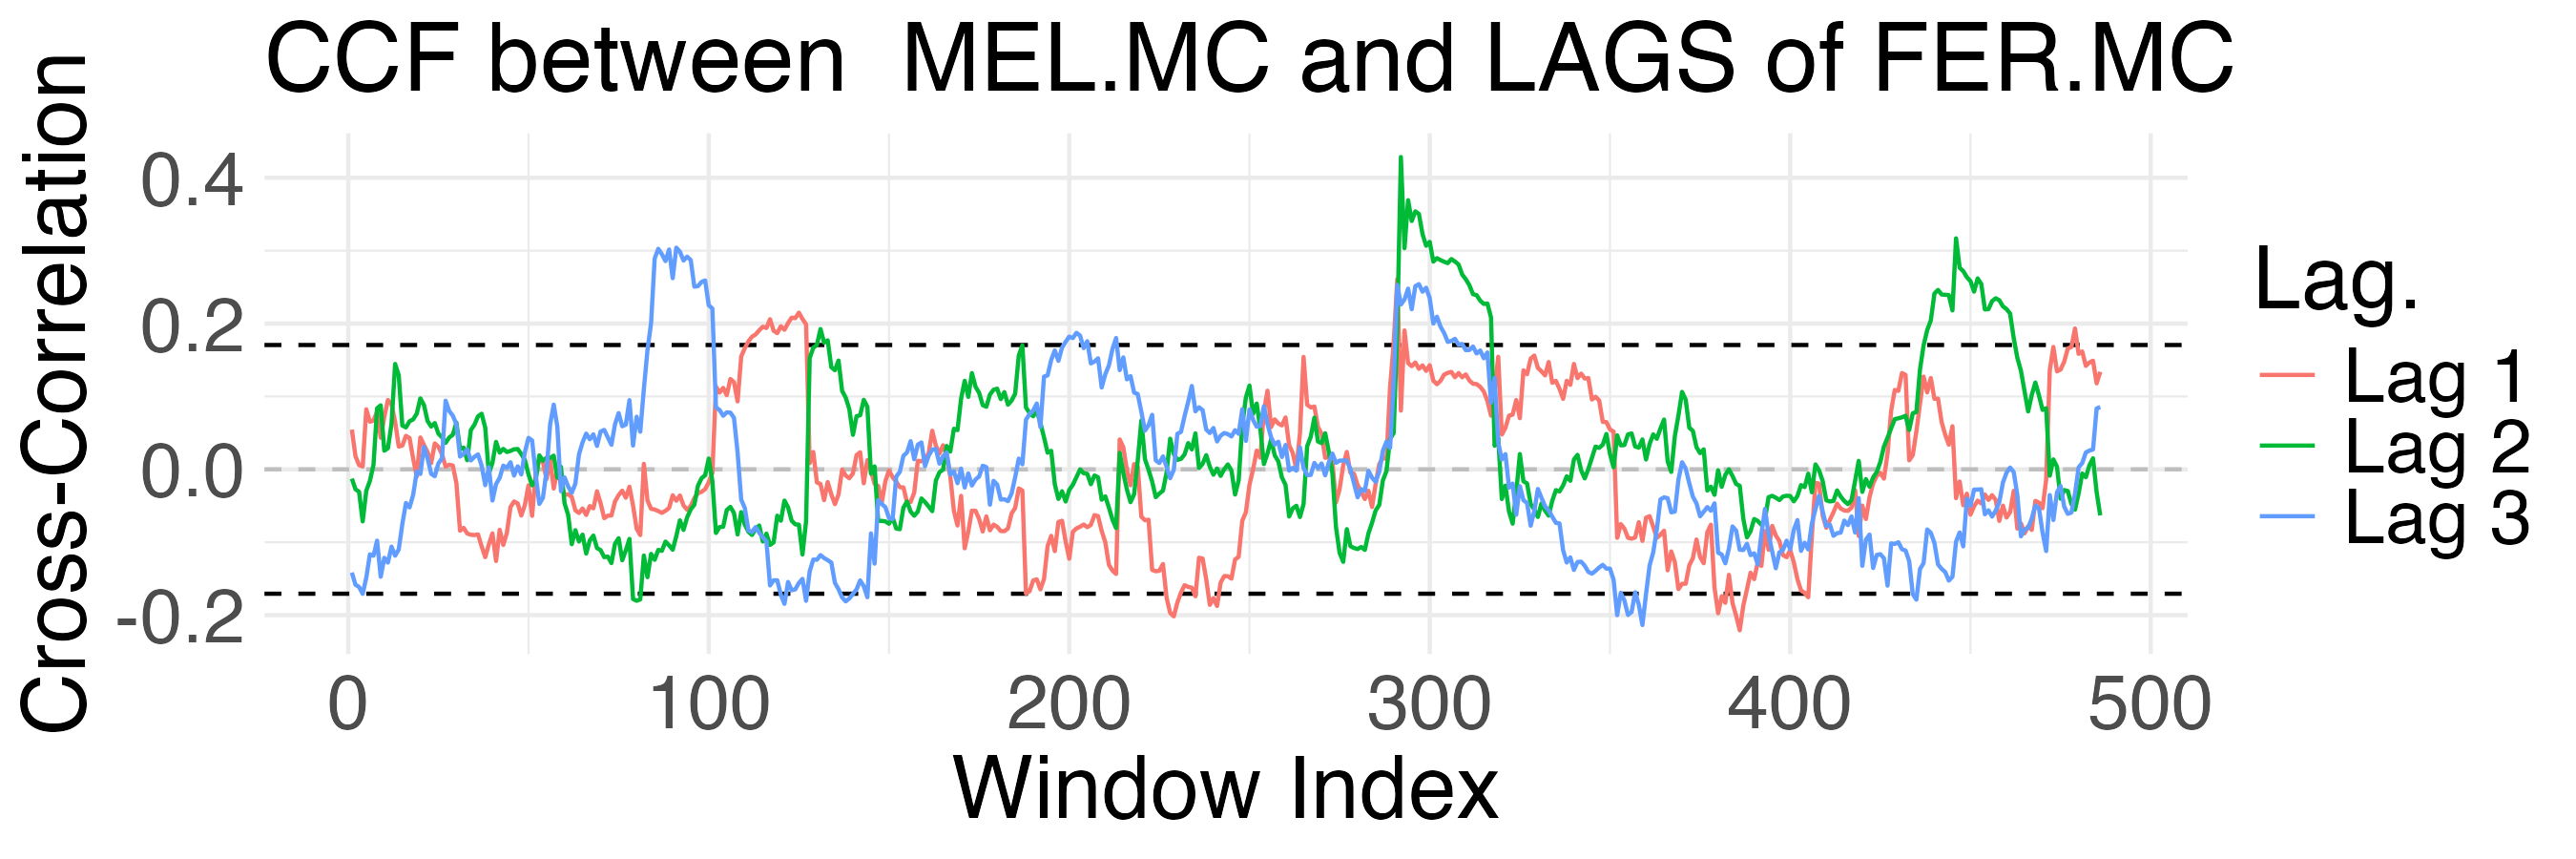 CCF between  MEL.MC and LAGS of FER.MC
Cross-Correlation
0.4
0.2
0.0
-0.2
0 100 200 300 400 500
Window Index
Lag.
Lag 1
Lag 2
Lag 3